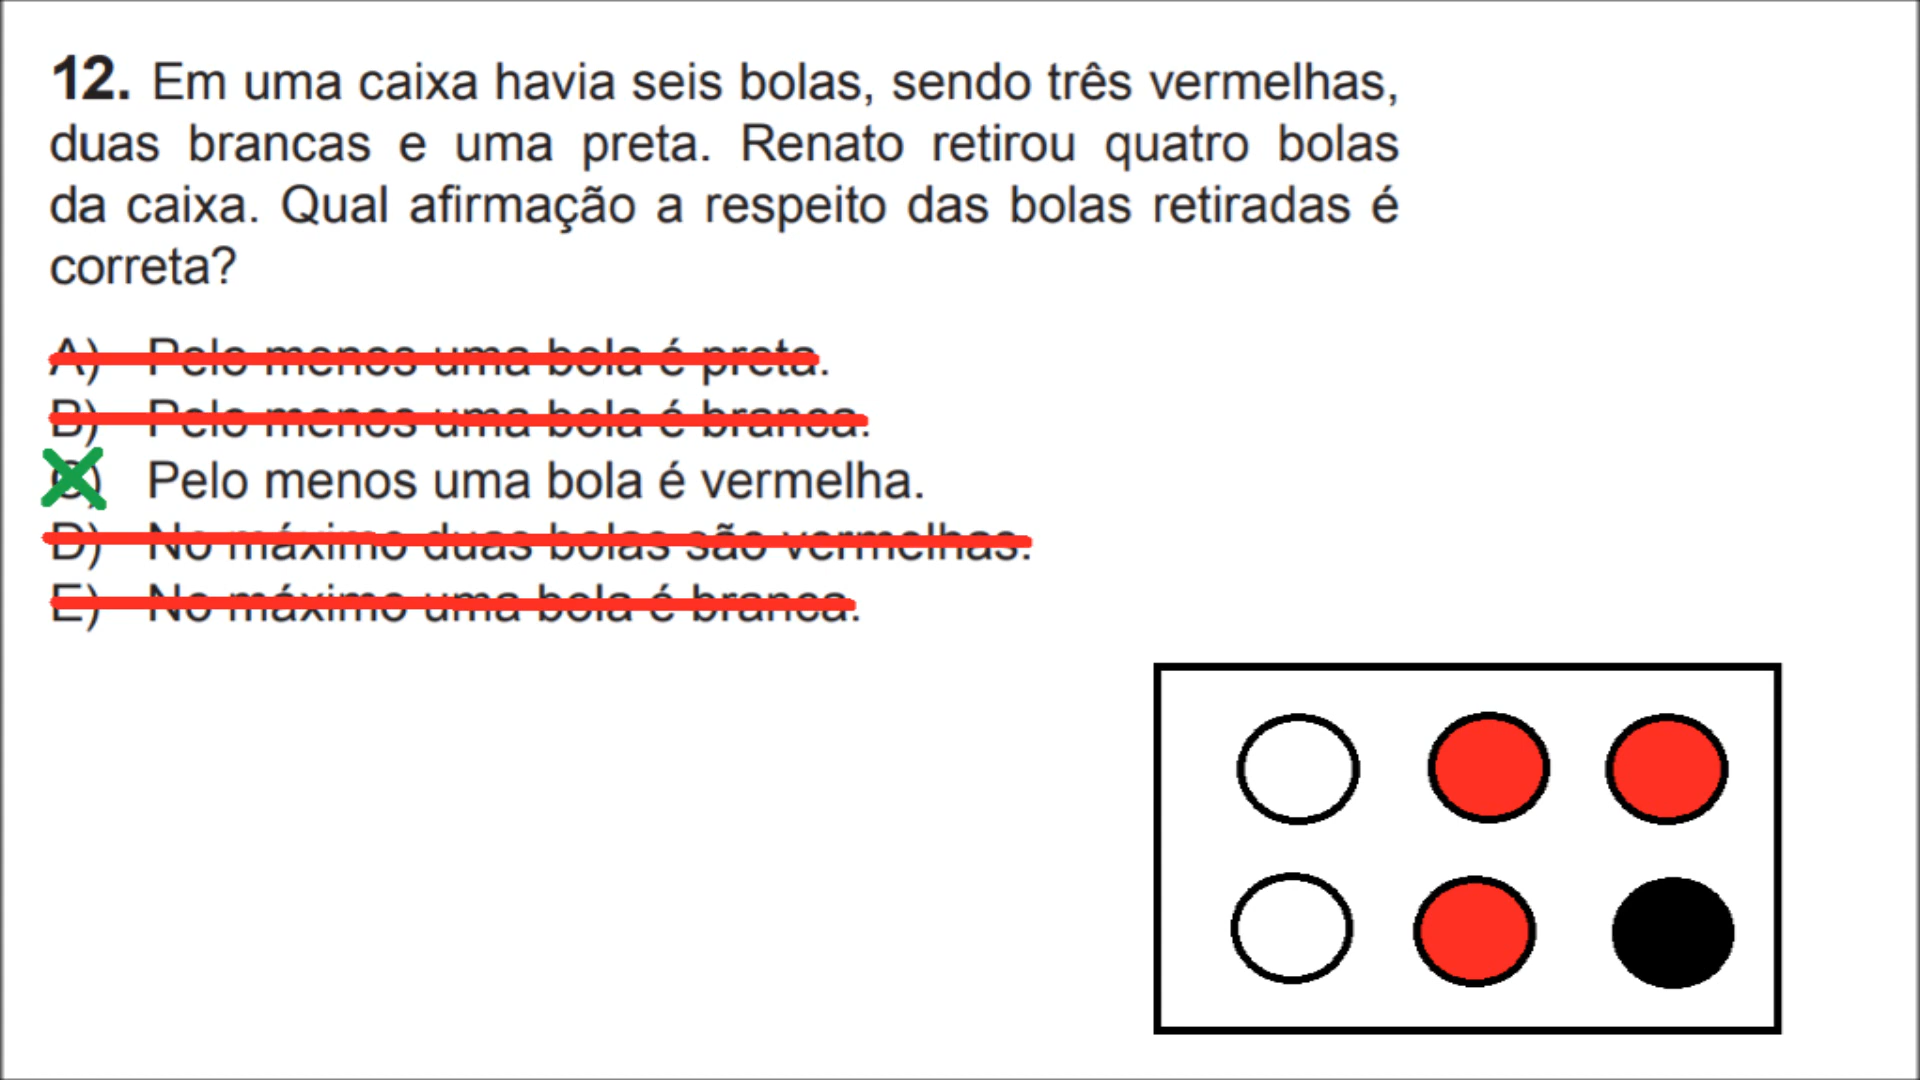 12. Em uma caixa havia seis bolas, sendo três vermelhas,
duas brancas e uma preta. Renato retirou quatro bolas
da caixa. Qual afirmação a respeito das bolas retiradas é
correta?
A) Pelo menos uma bola é preta.
B) Pelo menos uma bola é branca.
C) Pelo menos uma bola é vermelha.
D) No máximo duas bolas são vermelhas.
E) No máximo uma bola é branca.